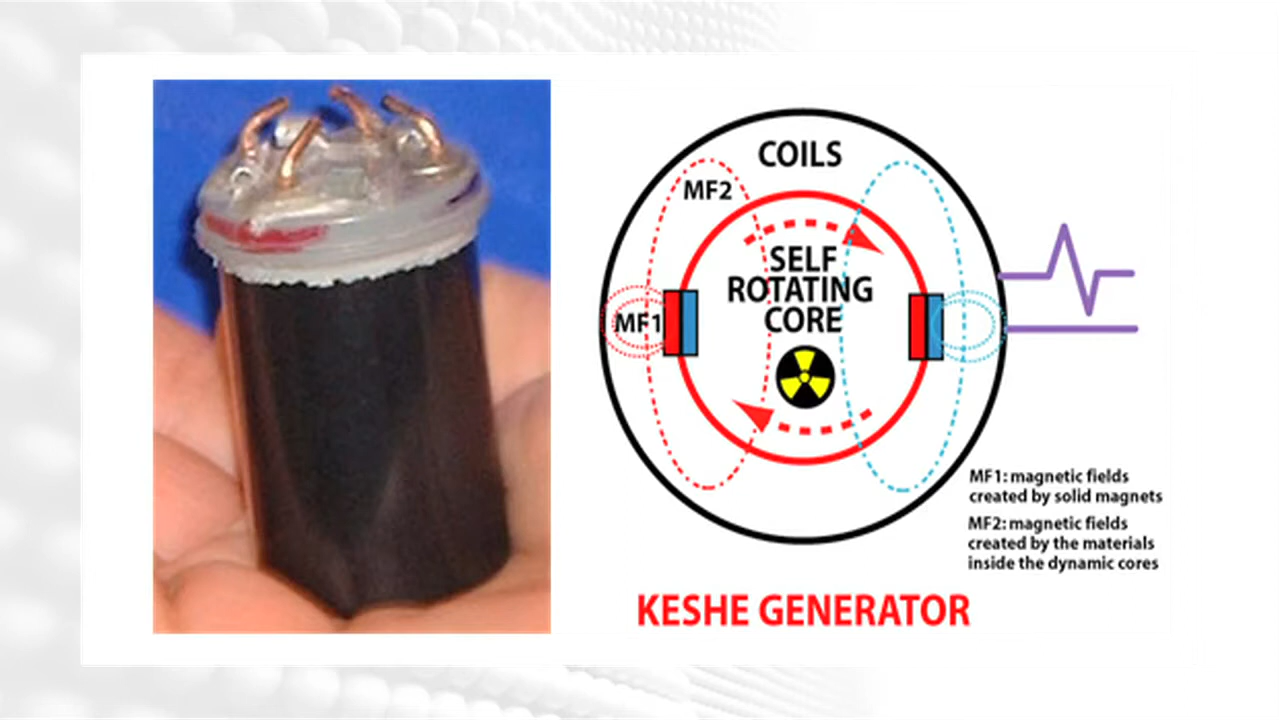 COILS
MF2
SELF
ROTATING
CORE
MF1
MF1: magnetic fields
created by solid magnets
MF2: magnetic fields
created by the materials
inside the dynamic cores
KESHE GENERATOR